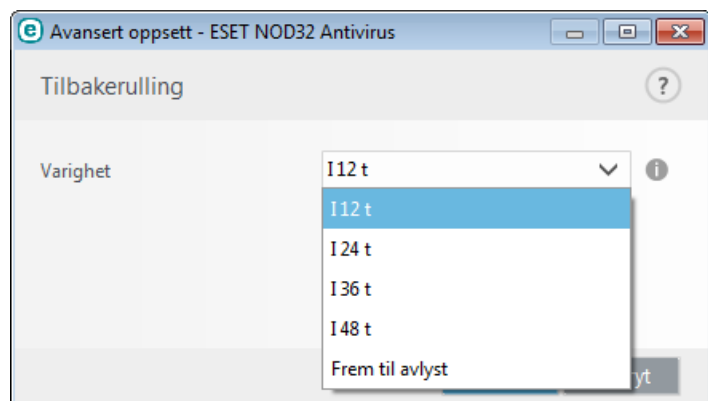 Avansert oppsett - ESET NOD32 Antivirus
Tilbakerulling
?
Varighet
I 12 t
i
I 12 t
I 24 t
I 36 t
I 48 t
Frem til avlyst